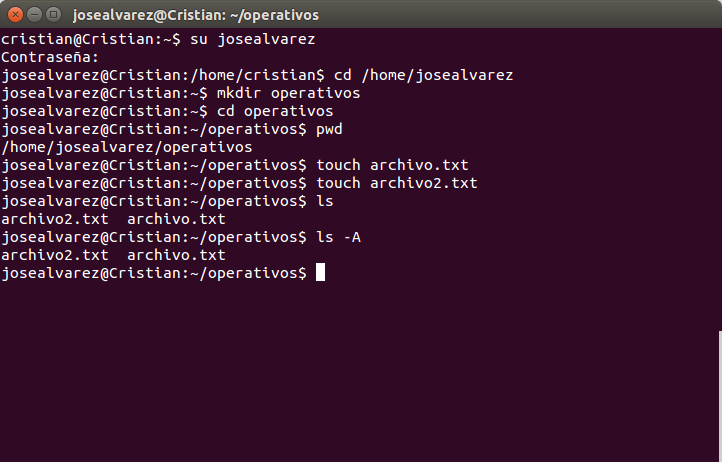 josealvarez@Cristian: ~/operativos
cristian@Cristian:~$ su josealvarez
Contraseña:
josealvarez@Cristian:/home/cristian$ cd /home/josealvarez
josealvarez@Cristian:~$ mkdir operativos
josealvarez@Cristian:~$ cd operativos
josealvarez@Cristian:~/operativos$ pwd
/home/josealvarez/operativos
josealvarez@Cristian:~/operativos$ touch archivo.txt
josealvarez@Cristian:~/operativos$ touch archivo2.txt
josealvarez@Cristian:~/operativos$ ls
archivo2.txt  archivo.txt
josealvarez@Cristian:~/operativos$ ls -A
archivo2.txt  archivo.txt
josealvarez@Cristian:~/operativos$